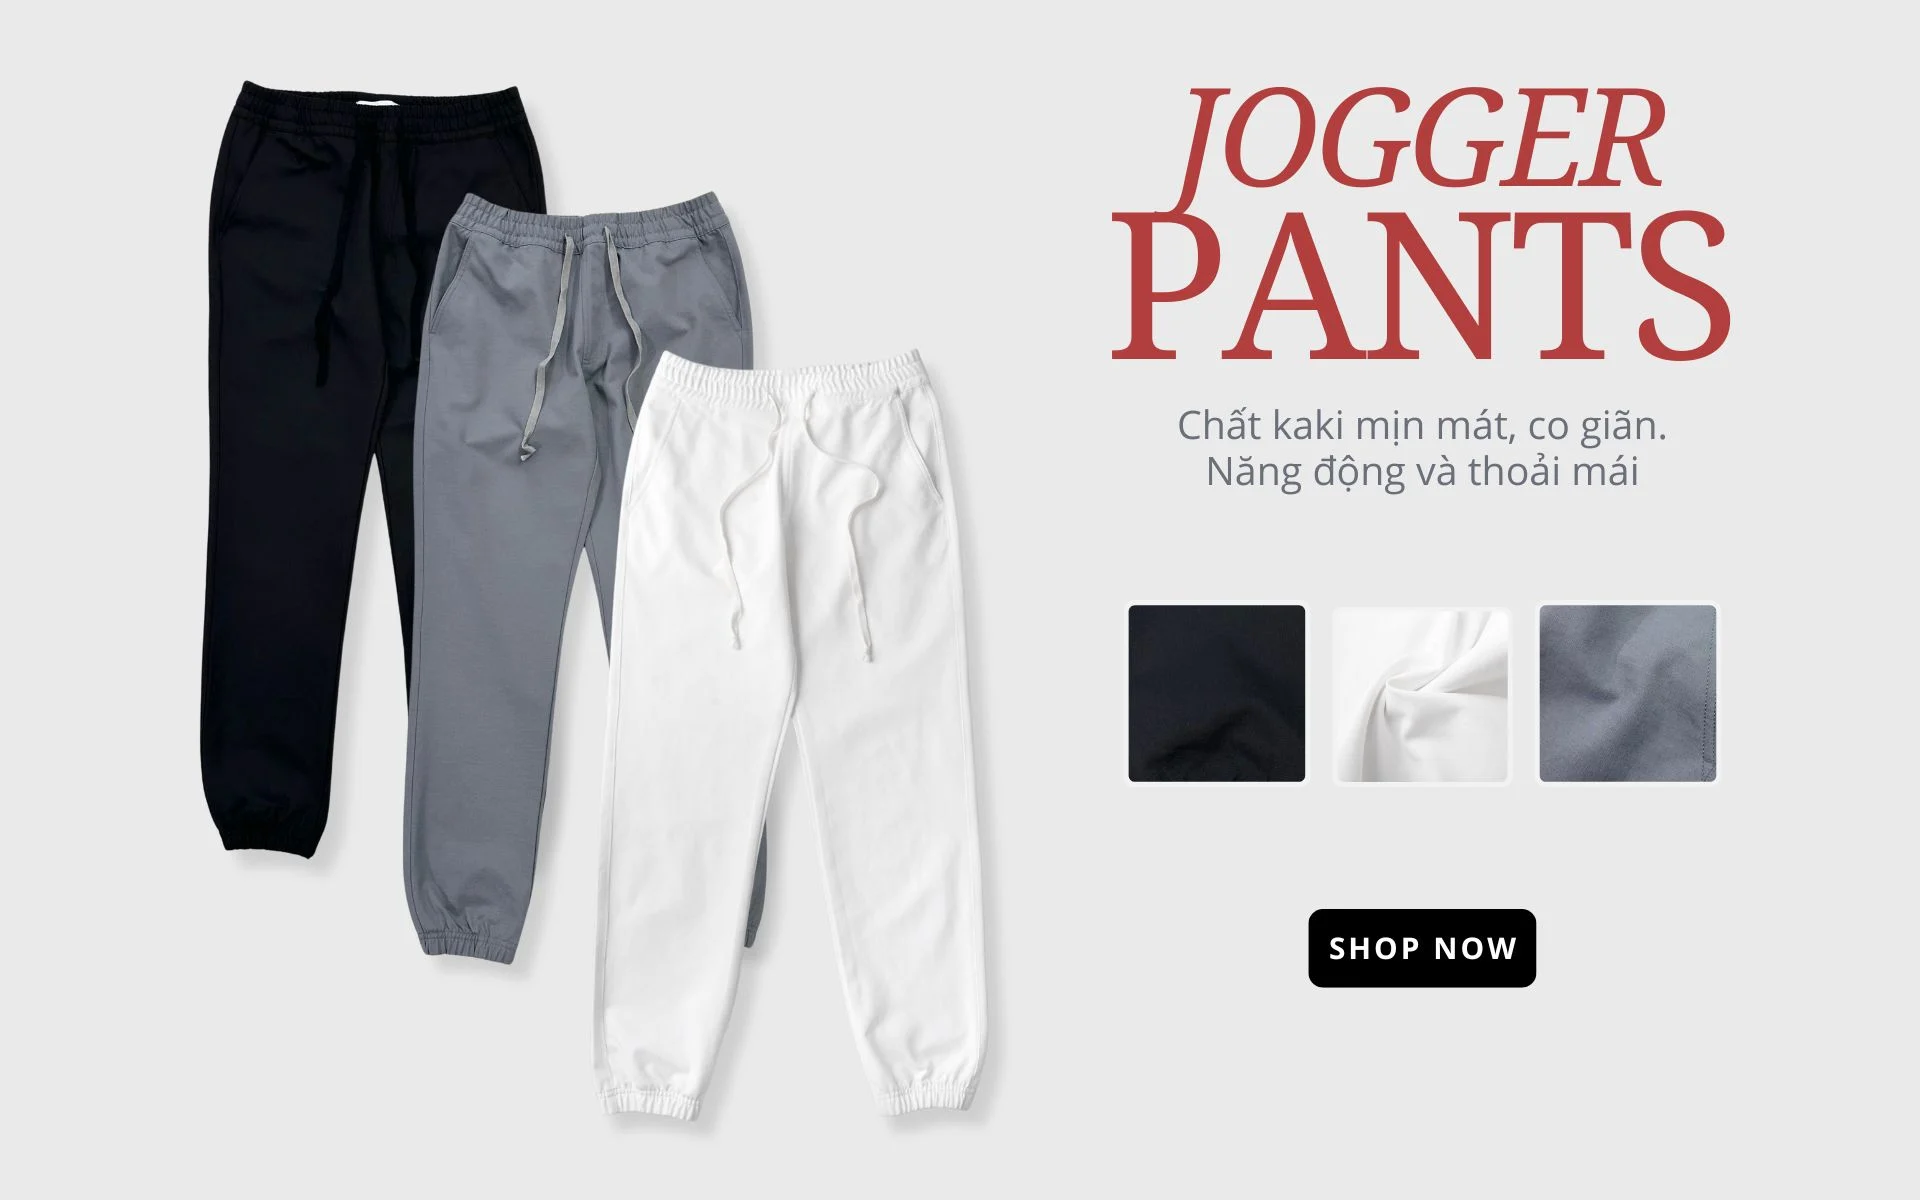 JOGGER
PANTS
Chất kaki mịn mát, co giãn.
Năng động và thoải mái
SHOP NOW